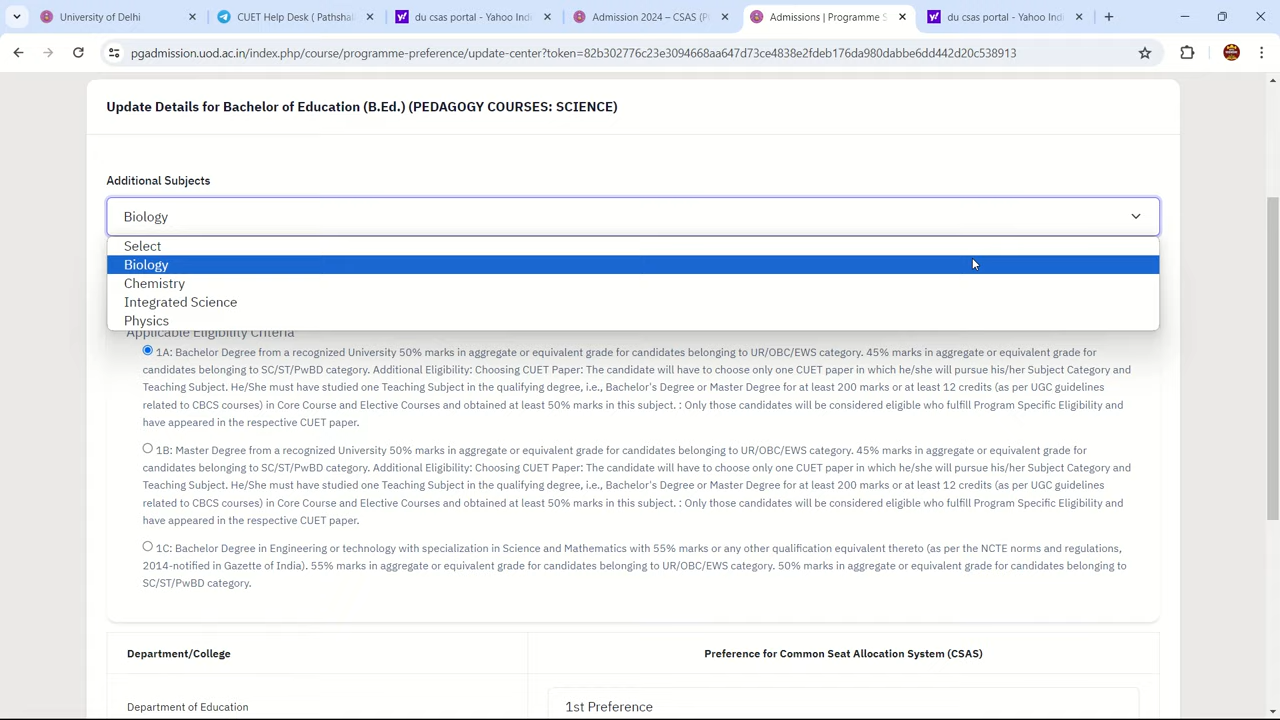 University of Delhi
CUET Help Desk ( Pathshal
du csas portal - Yahoo Ind
Admission 2024 – CSAS (P
Admissions | Programme S
du csas portal - Yahoo Ind
pgadmission.uod.ac.in/index.php/course/programme-preference/update-center?token=82b302776c23e3094668aa647d73ce4838e2fdeb176da980dabbe6dd442d20c538913
Update Details for Bachelor of Education (B.Ed.) (PEDAGOGY COURSES: SCIENCE)
Additional Subjects
Biology
Select
Biology
Chemistry
Integrated Science
Physics
Applicable Eligibility Criteria
1A: Bachelor Degree from a recognized University 50% marks in aggregate or equivalent grade for candidates belonging to UR/OBC/EWS category. 45% marks in aggregate or equivalent grade for
candidates belonging to SC/ST/PwBD category. Additional Eligibility: Choosing CUET Paper: The candidate will have to choose only one CUET paper in which he/she will pursue his/her Subject Category and
Teaching Subject. He/She must have studied one Teaching Subject in the qualifying degree, i.e., Bachelor's Degree or Master Degree for at least 200 marks or at least 12 credits (as per UGC guidelines
related to CBCS courses) in Core Course and Elective Courses and obtained at least 50% marks in this subject. : Only those candidates will be considered eligible who fulfill Program Specific Eligibility and
have appeared in the respective CUET paper.
1B: Master Degree from a recognized University 50% marks in aggregate or equivalent grade for candidates belonging to UR/OBC/EWS category. 45% marks in aggregate or equivalent grade for
candidates belonging to SC/ST/PwBD category. Additional Eligibility: Choosing CUET Paper: The candidate will have to choose only one CUET paper in which he/she will pursue his/her Subject Category and
Teaching Subject. He/She must have studied one Teaching Subject in the qualifying degree, i.e., Bachelor's Degree or Master Degree for at least 200 marks or at least 12 credits (as per UGC guidelines
related to CBCS courses) in Core Course and Elective Courses and obtained at least 50% marks in this subject. : Only those candidates will be considered eligible who fulfill Program Specific Eligibility and
have appeared in the respective CUET paper.
1C: Bachelor Degree in Engineering or technology with specialization in Science and Mathematics with 55% marks or any other qualification equivalent thereto (as per the NCTE norms and regulations,
2014-notified in Gazette of India). 55% marks in aggregate or equivalent grade for candidates belonging to UR/OBC/EWS category. 50% marks in aggregate or equivalent grade for candidates belonging to
SC/ST/PwBD category.
Department/College
Preference for Common Seat Allocation System (CSAS)
Department of Education
1st Preference